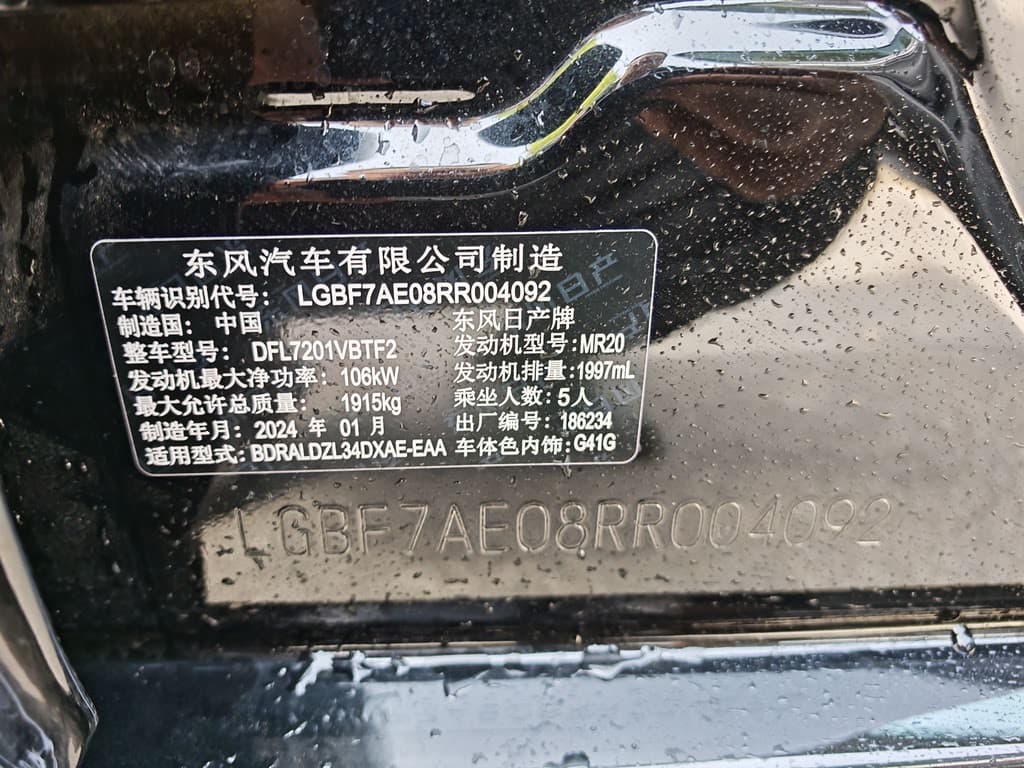 东风汽车有限公司制造
车辆识别代号： LGBF7AE08RR004092
制造国： 中国 东风日产牌
整车型号： DFL7201VBTF2 发动机型号:MR20
发动机最大净功率: 106kW 发动机排量:1997mL
最大允许总质量: 1915kg 乘坐人数:5人
制造年月: 2024 年 01 月 出厂编号: 186234
适用型式:BDRALDZL34DXAE-EAA 车体色内饰:G41G
LGBF7AE08RR004092